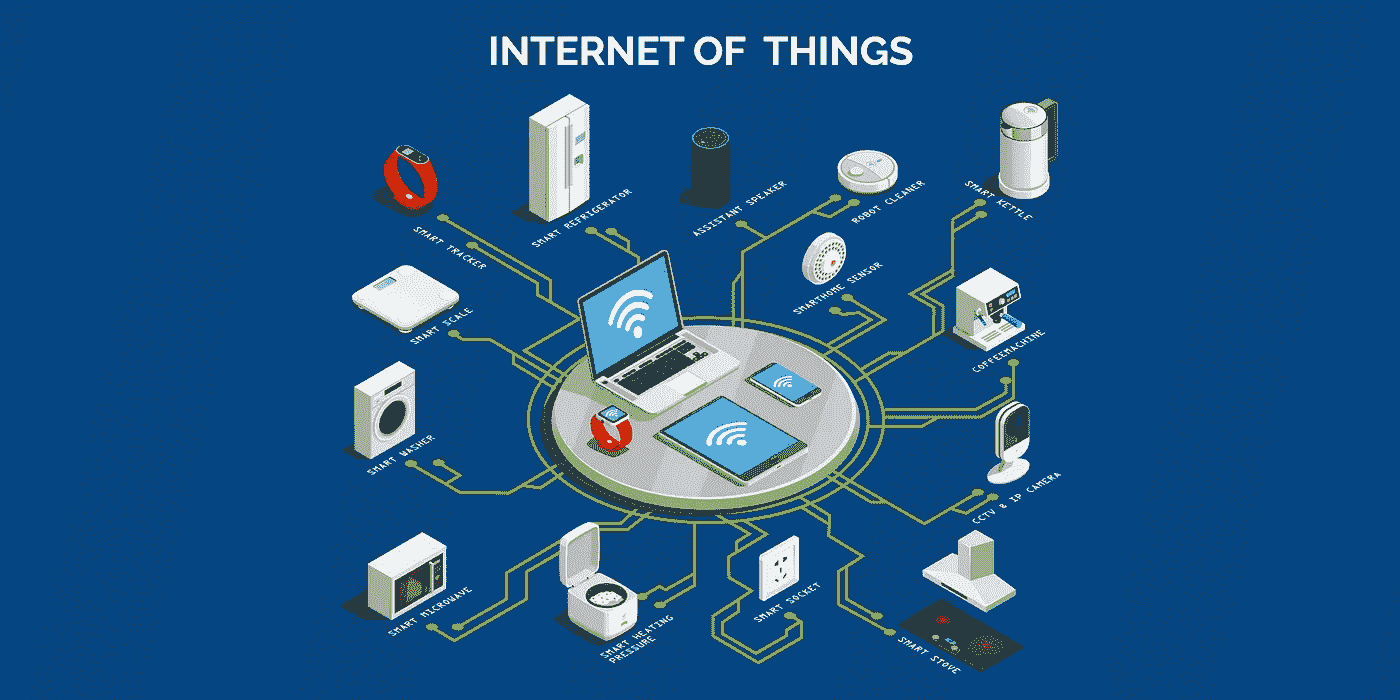 INTERNET OF THINGS
SMART TRACKER
SMART REFRIGERATOR
ASSISTANT SPEAKER
ROBOT CLEANER
SMART KETTLE
SMART SCALE
SMARTHOME SENSOR
COFFEEMACHINE
SMART WASHER
CCTV & IP CAMERA
SMART MICROWAVE
SMART HEATING
PRESSURE
SMART SOCKET
SMART STOVE